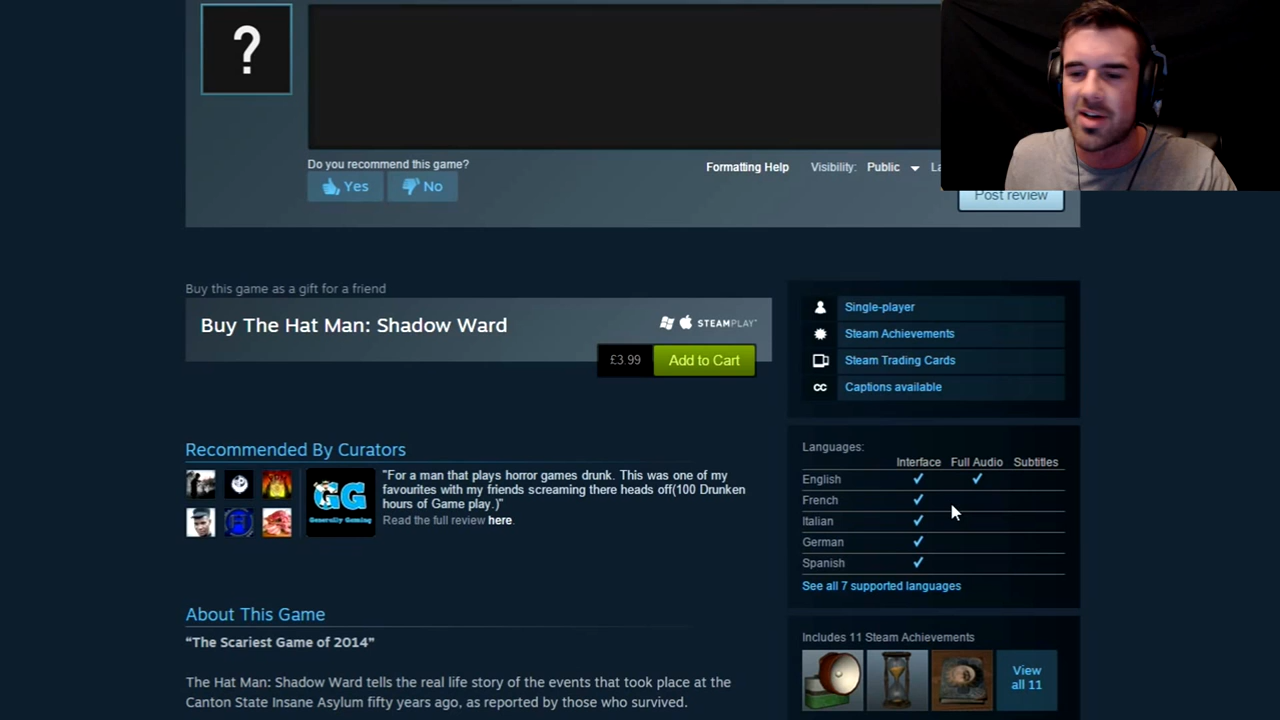 ?
Do you recommend this game?
Yes
No
Formatting Help
Visibility: Public
Post review
Buy this game as a gift for a friend
Buy The Hat Man: Shadow Ward
STEAMPLAY™
£3.99
Add to Cart
Single-player
Steam Achievements
Steam Trading Cards
CC Captions available
Recommended By Curators
GG
Generally Gaming
"For a man that plays horror games drunk. This was one of my
favourites with my friends screaming there heads off(100 Drunken
hours of Game play.)"
Read the full review here.
Languages:
Interface Full Audio Subtitles
English ✓ ✓
French ✓
Italian ✓
German ✓
Spanish ✓
See all 7 supported languages
About This Game
“The Scariest Game of 2014”
The Hat Man: Shadow Ward tells the real life story of the events that took place at the
Canton State Insane Asylum fifty years ago, as reported by those who survived.
Includes 11 Steam Achievements
View
all 11